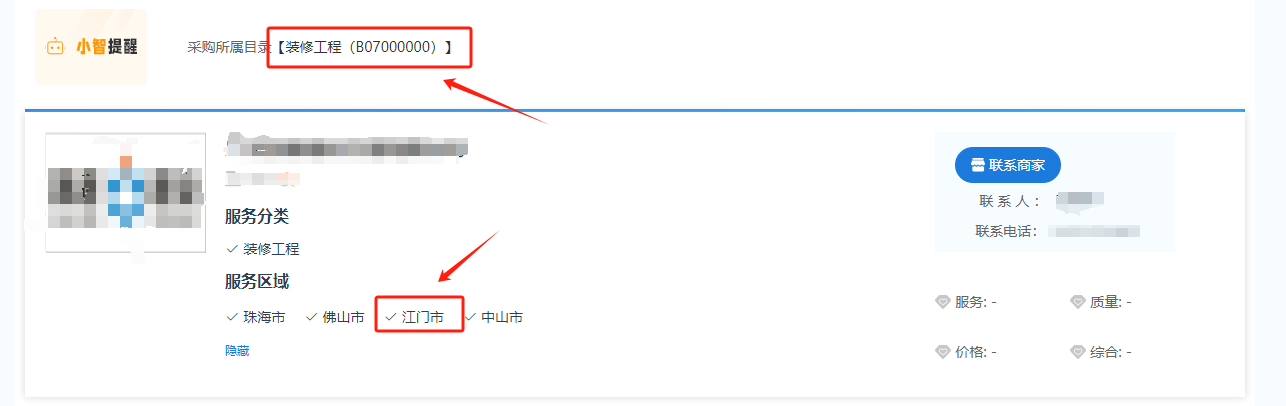 小智提醒
采购所属目录【装修工程（B07000000）】
联系商家
联 系 人：
联系电话：
服务分类
装修工程
服务区域
珠海市 佛山市 江门市 中山市
隐藏
服务: - 质量: -
价格: - 综合: -